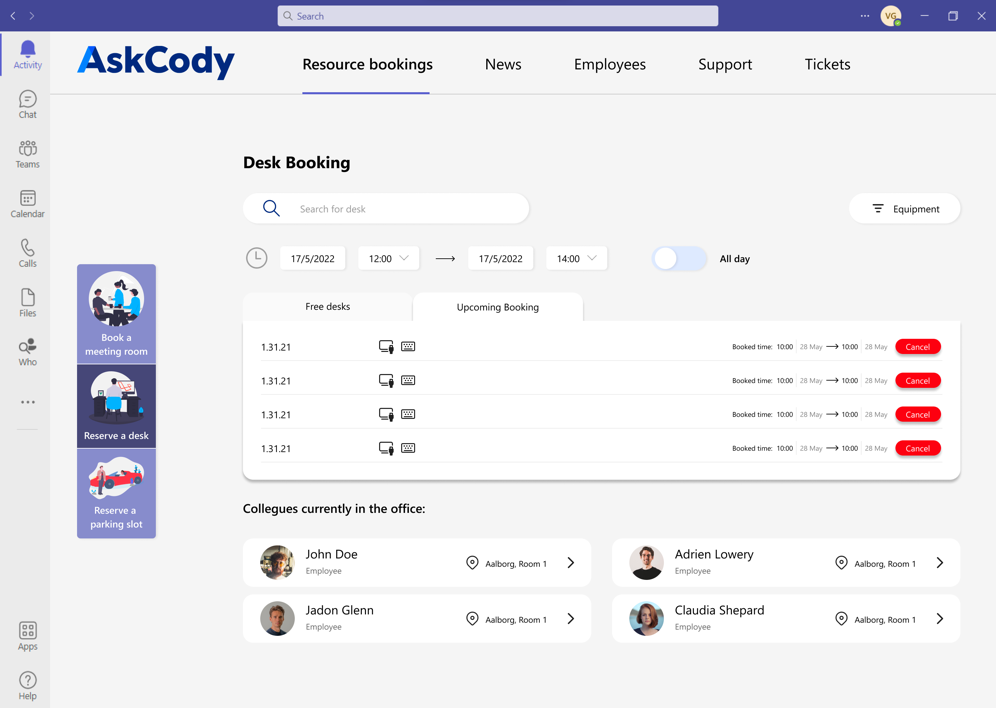 Search
VG
Activity
Chat
Teams
Calendar
Calls
Files
Who
Apps
Help
AskCody
Resource bookings
News
Employees
Support
Tickets
Book a
meeting room
Reserve a desk
Reserve a
parking slot
Desk Booking
Search for desk
Equipment
17/5/2022
12:00
17/5/2022
14:00
All day
Free desks
Upcoming Booking
1.31.21 Booked time: 10:00 28 May 10:00 28 May Cancel
1.31.21 Booked time: 10:00 28 May 10:00 28 May Cancel
1.31.21 Booked time: 10:00 28 May 10:00 28 May Cancel
1.31.21 Booked time: 10:00 28 May 10:00 28 May Cancel
Collegues currently in the office:
John Doe
Employee
Aalborg, Room 1
Adrien Lowery
Employee
Aalborg, Room 1
Jadon Glenn
Employee
Aalborg, Room 1
Claudia Shepard
Employee
Aalborg, Room 1